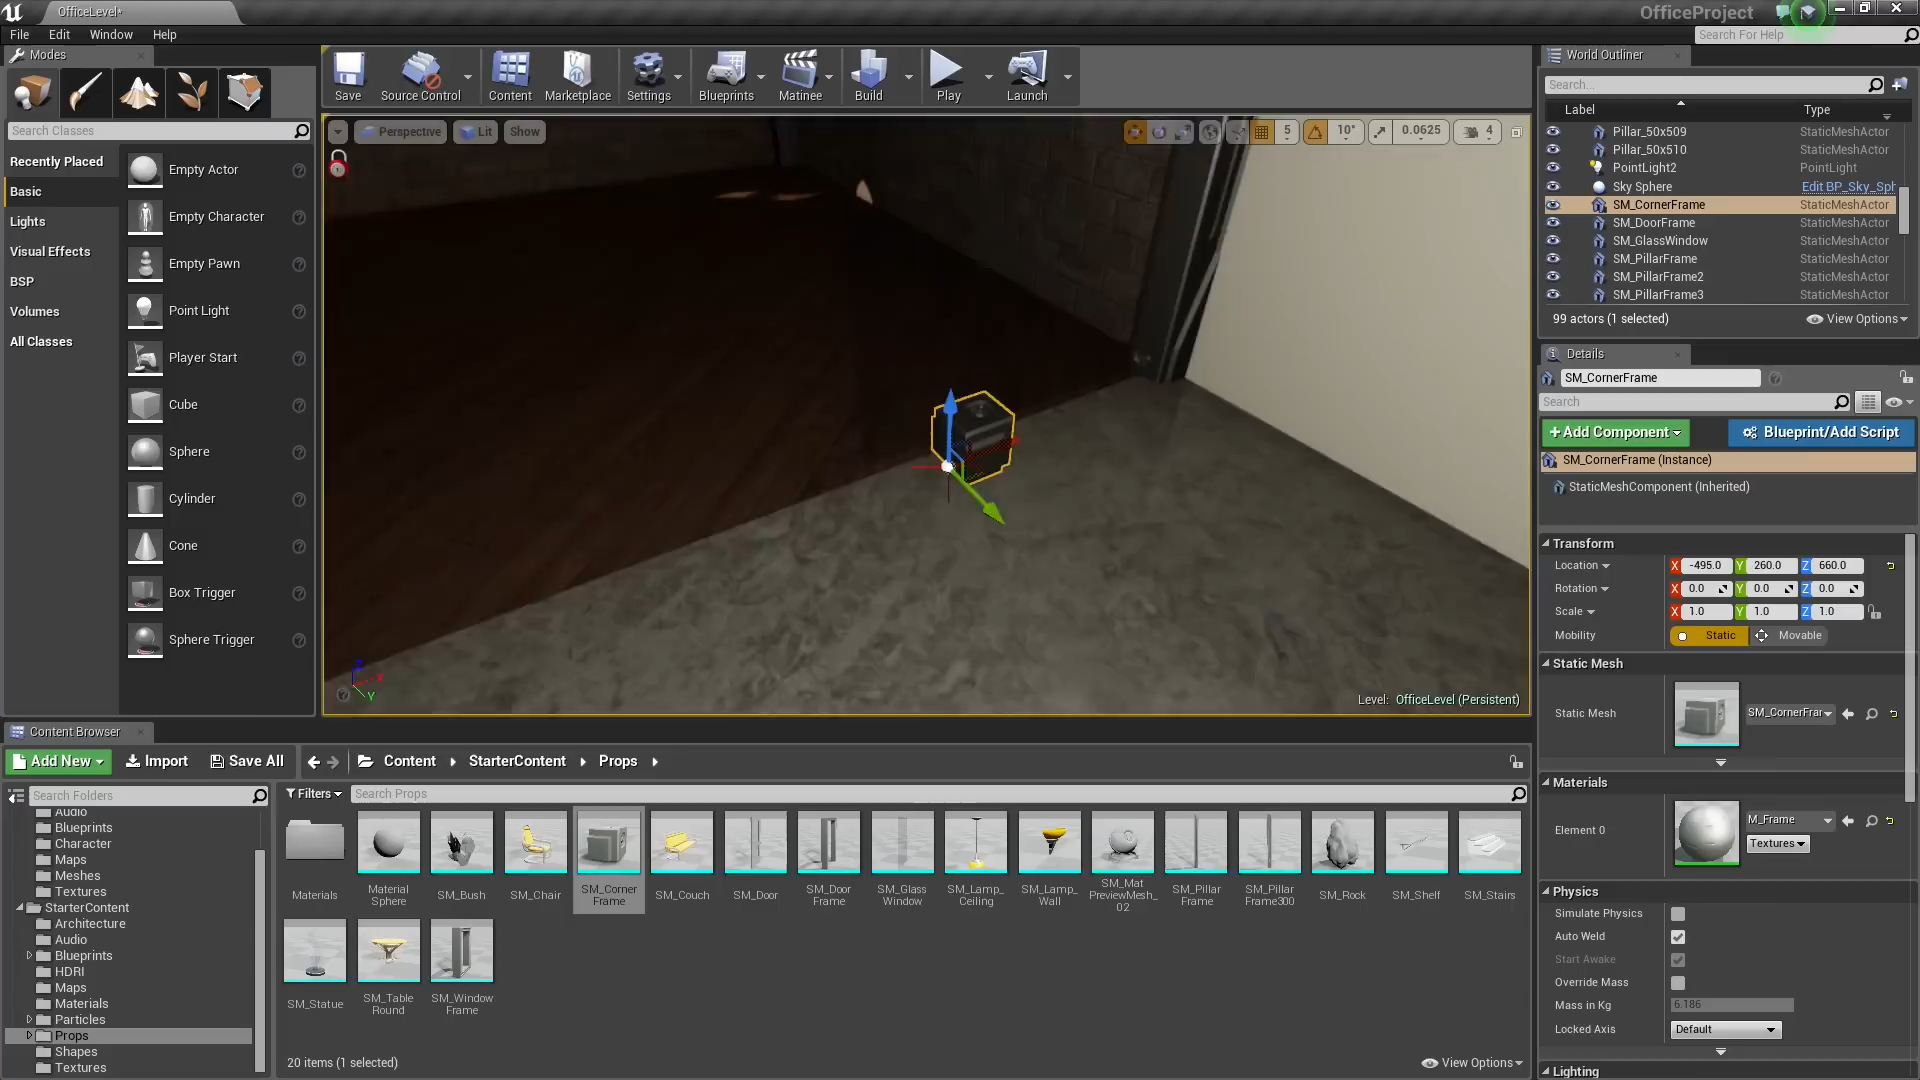 OfficeLevel*
OfficeProject
File Edit Window Help
Search For Help
Modes
Search Classes
Recently Placed
Basic
Lights
Visual Effects
BSP
Volumes
All Classes
Empty Actor
Empty Character
Empty Pawn
Point Light
Player Start
Cube
Sphere
Cylinder
Cone
Box Trigger
Sphere Trigger
Save
Source Control
Content
Marketplace
Settings
Blueprints
Matinee
Build
Play
Launch
Perspective Lit Show
5 10° 0.0625 4
Z X Y
Level: OfficeLevel (Persistent)
World Outliner
Search...
Label Type
Pillar_50x509 StaticMeshActor
Pillar_50x510 StaticMeshActor
PointLight2 PointLight
Sky Sphere Edit BP_Sky_Sph
SM_CornerFrame StaticMeshActor
SM_DoorFrame StaticMeshActor
SM_GlassWindow StaticMeshActor
SM_PillarFrame StaticMeshActor
SM_PillarFrame2 StaticMeshActor
SM_PillarFrame3 StaticMeshActor
99 actors (1 selected) View Options
Details
SM_CornerFrame
Search
+Add Component Blueprint/Add Script
SM_CornerFrame (Instance)
StaticMeshComponent (Inherited)
Transform
Location X -495.0 Y 260.0 Z 660.0
Rotation X 0.0 Y 0.0 Z 0.0
Scale X 1.0 Y 1.0 Z 1.0
Mobility Static Movable
Static Mesh
Static Mesh SM_CornerFrar
Materials
Element 0 M_Frame
Textures
Physics
Simulate Physics
Auto Weld
Start Awake
Override Mass
Mass in Kg 6.186
Locked Axis Default
Lighting
Content Browser
Add New Import Save All Content StarterContent Props
Search Folders
Audio
Blueprints
Character
Maps
Meshes
Textures
StarterContent
Architecture
Audio
Blueprints
HDRI
Maps
Materials
Particles
Props
Shapes
Textures
Filters Search Props
Materials
Material
Sphere
SM_Bush
SM_Chair
SM_Corner
Frame
SM_Couch
SM_Door
SM_Door
Frame
SM_Glass
Window
SM_Lamp_
Ceiling
SM_Lamp_
Wall
SM_Mat
PreviewMesh_
02
SM_Pillar
Frame
SM_Pillar
Frame300
SM_Rock
SM_Shelf
SM_Stairs
SM_Statue
SM_Table
Round
SM_Window
Frame
20 items (1 selected) View Options